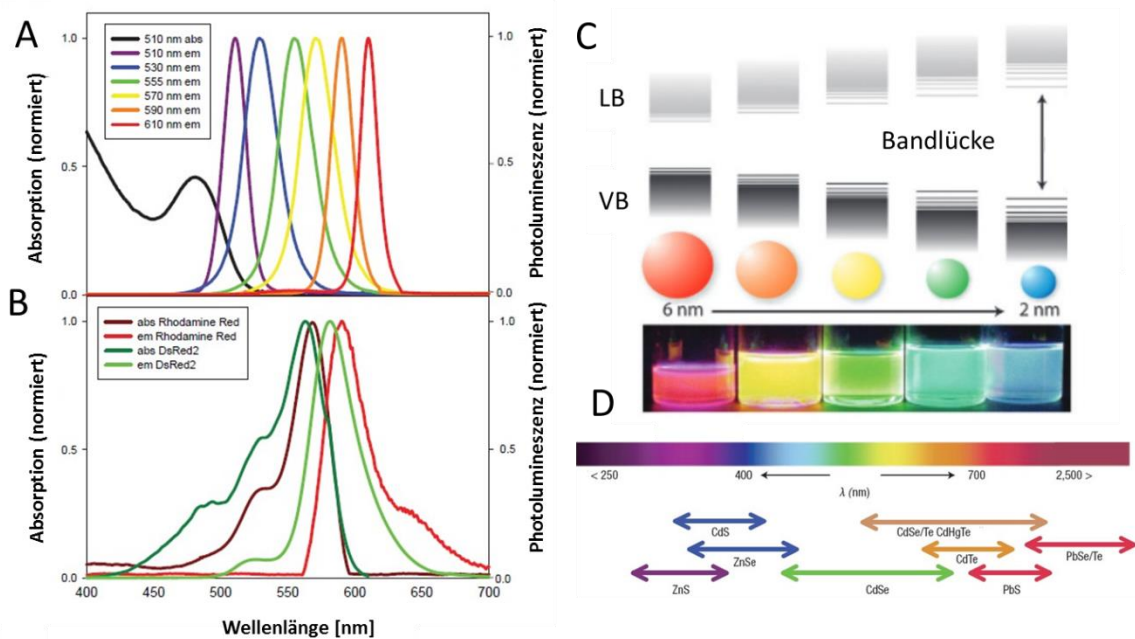 A
Absorption (normiert)
1.0
0.5
0.0
510 nm abs
510 nm em
530 nm em
555 nm em
570 nm em
590 nm em
610 nm em
1.0
0.5
0.0
Photolumineszenz (normiert)
B
Absorption (normiert)
1.0
0.5
0.0
abs Rhodamine Red
em Rhodamine Red
abs DsRed2
em DsRed2
1.0
0.5
0.0
Photolumineszenz (normiert)
400 450 500 550 600 650 700
Wellenlänge [nm]
C
LB
Bandlücke
VB
6 nm
2 nm
D
< 250 400 700 2,500 >
λ (nm)
CdS
CdSe/Te CdHgTe
ZnSe
CdTe
PbSe/Te
ZnS
CdSe
PbS